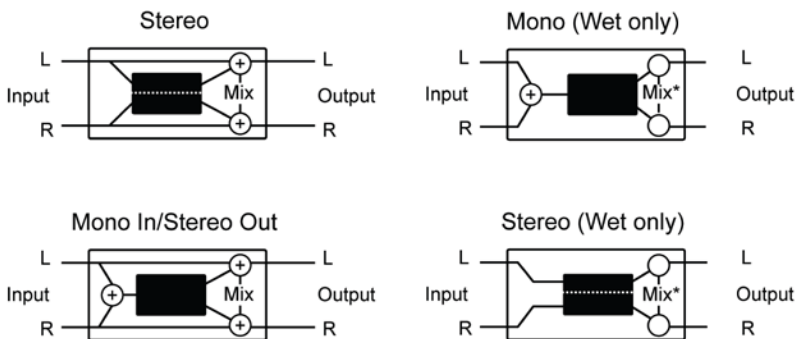 Stereo
L
L
Input
Mix
Output
R
R
Mono (Wet only)
L
L
Input
Mix*
Output
R
R
Mono In/Stereo Out
L
L
Input
Mix
Output
R
R
Stereo (Wet only)
L
L
Input
Mix*
Output
R
R